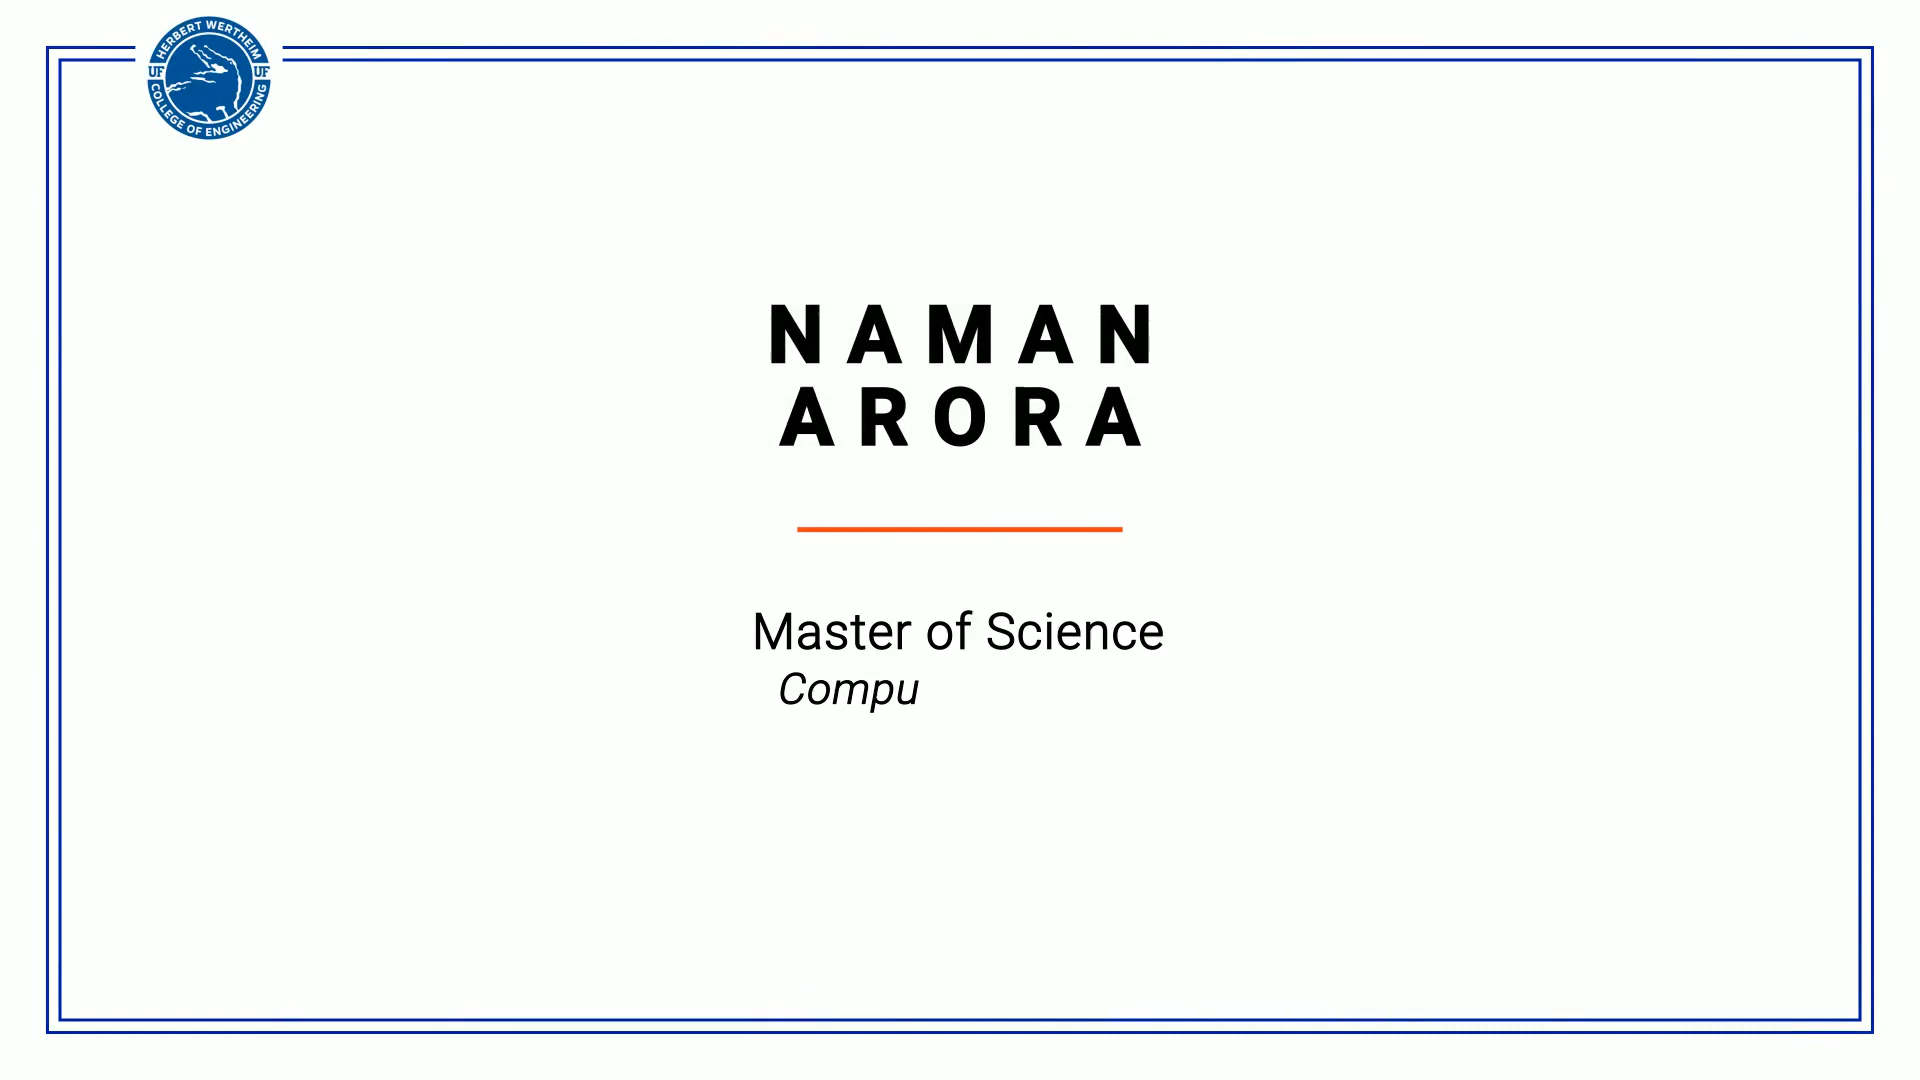 HERBERT WERTHEIM
UF UF
COLLEGE OF ENGINEERING
NAMAN
ARORA
Master of Science
Compu